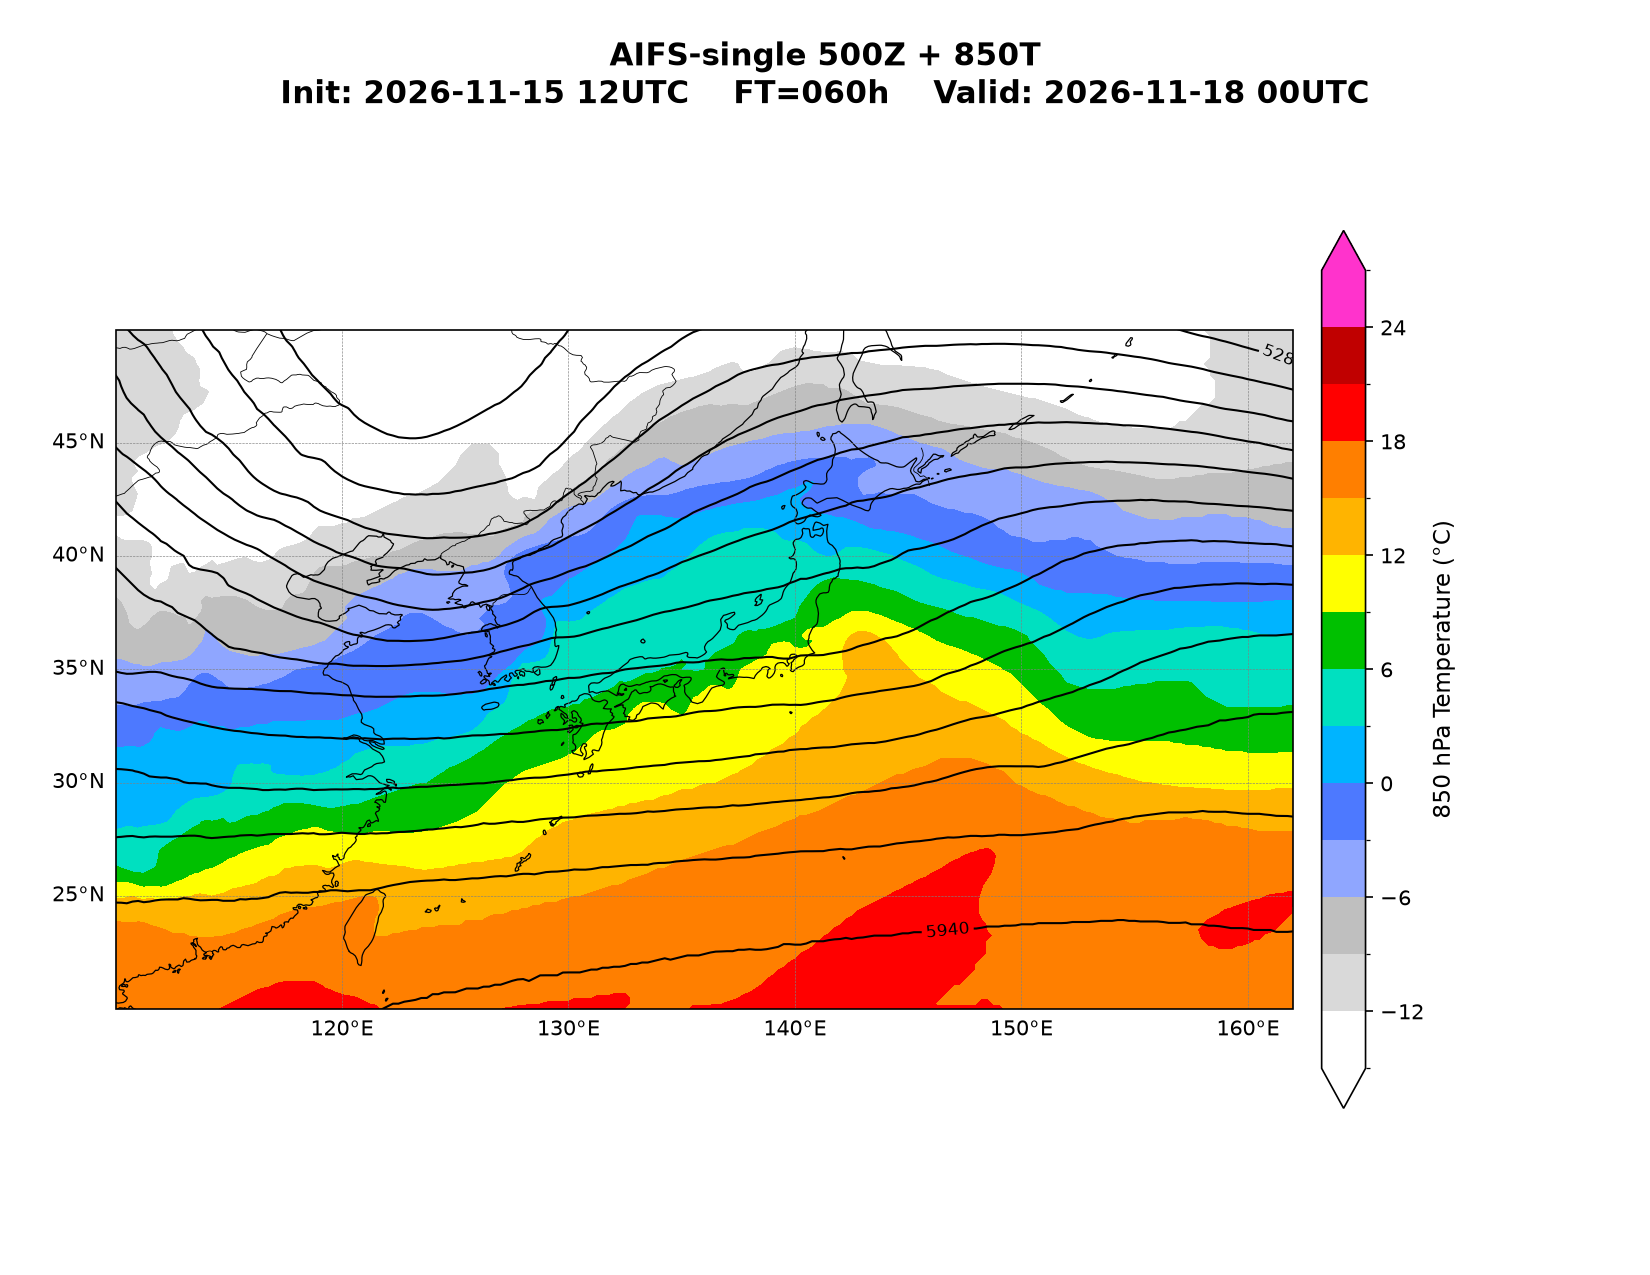 AIFS-single 500Z + 850T
Init: 2026-11-15 12UTC    FT=060h    Valid: 2026-11-18 00UTC
528
24
45°N
18
40°N
12
35°N
6
850 hPa Temperature (°C)
30°N
0
25°N
−6
5940
−12
120°E
130°E
140°E
150°E
160°E